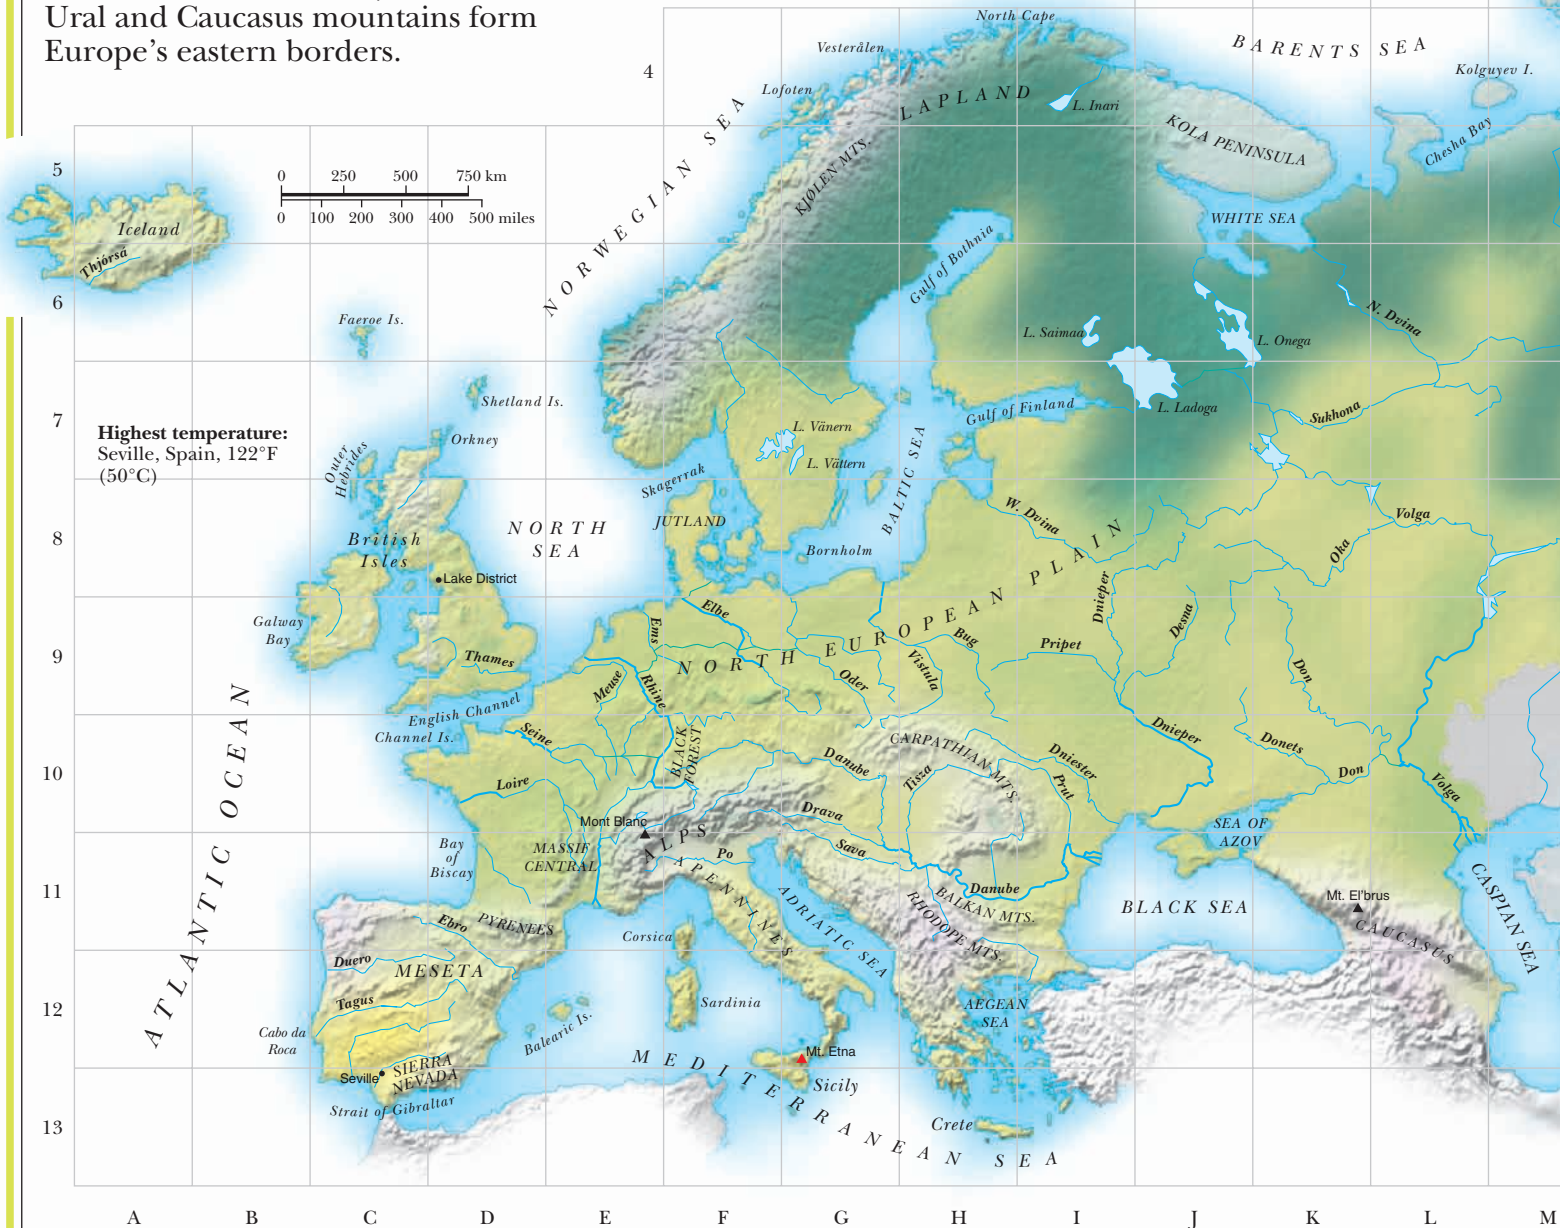 Ural and Caucasus mountains form
Europe’s eastern borders.
North Cape
BARENTS SEA
Vesterålen
4
Kolguyev I.
Lofoten
LAPLAND
L. Inari
NORWEGIAN SEA
KOLA PENINSULA
Chesha Bay
KJØLEN MTS.
5
0 250 500 750 km
0 100 200 300 400 500 miles
Iceland
Thjórsá
WHITE SEA
Gulf of Bothnia
6
Faeroe Is.
N. Dvina
L. Saimaa
L. Onega
Shetland Is.
Gulf of Finland
L. Ladoga
Sukhona
7
Highest temperature:
Seville, Spain, 122°F
(50°C)
Outer
Hebrides
Orkney
L. Vänern
L. Vättern
BALTIC SEA
Skagerrak
JUTLAND
NORTH
SEA
W. Dvina
Volga
8
British
Isles
Bornholm
Oka
Lake District
NORTH EUROPEAN PLAIN
Dnieper
Desna
Elbe
Galway
Bay
Ems
Bug
Pripet
9
Thames
Vistula
Oder
Don
Meuse
Rhine
English Channel
Channel Is.
Seine
BLACK
FOREST
CARPATHIAN MTS.
Dnieper
Donets
ATLANTIC OCEAN
10
Loire
Danube
Tisza
Dniester
Prut
Don
Volga
Mont Blanc
Drava
SEA OF
AZOV
ALPS
Bay
of
Biscay
MASSIF
CENTRAL
Po
Sava
11
APENNINES
ADRIATIC SEA
Danube
BALKAN MTS.
RHODOPE MTS.
BLACK SEA
Mt. El’brus
CAUCASUS
CASPIAN SEA
Ebro
PYRENEES
Corsica
Duero
MESETA
12
Tagus
Sardinia
AEGEAN
SEA
Cabo da
Roca
Balearic Is.
MEDITERRANEAN SEA
Mt. Etna
Seville
SIERRA
NEVADA
Sicily
Strait of Gibraltar
13
Crete
A B C D E F G H I J K L M